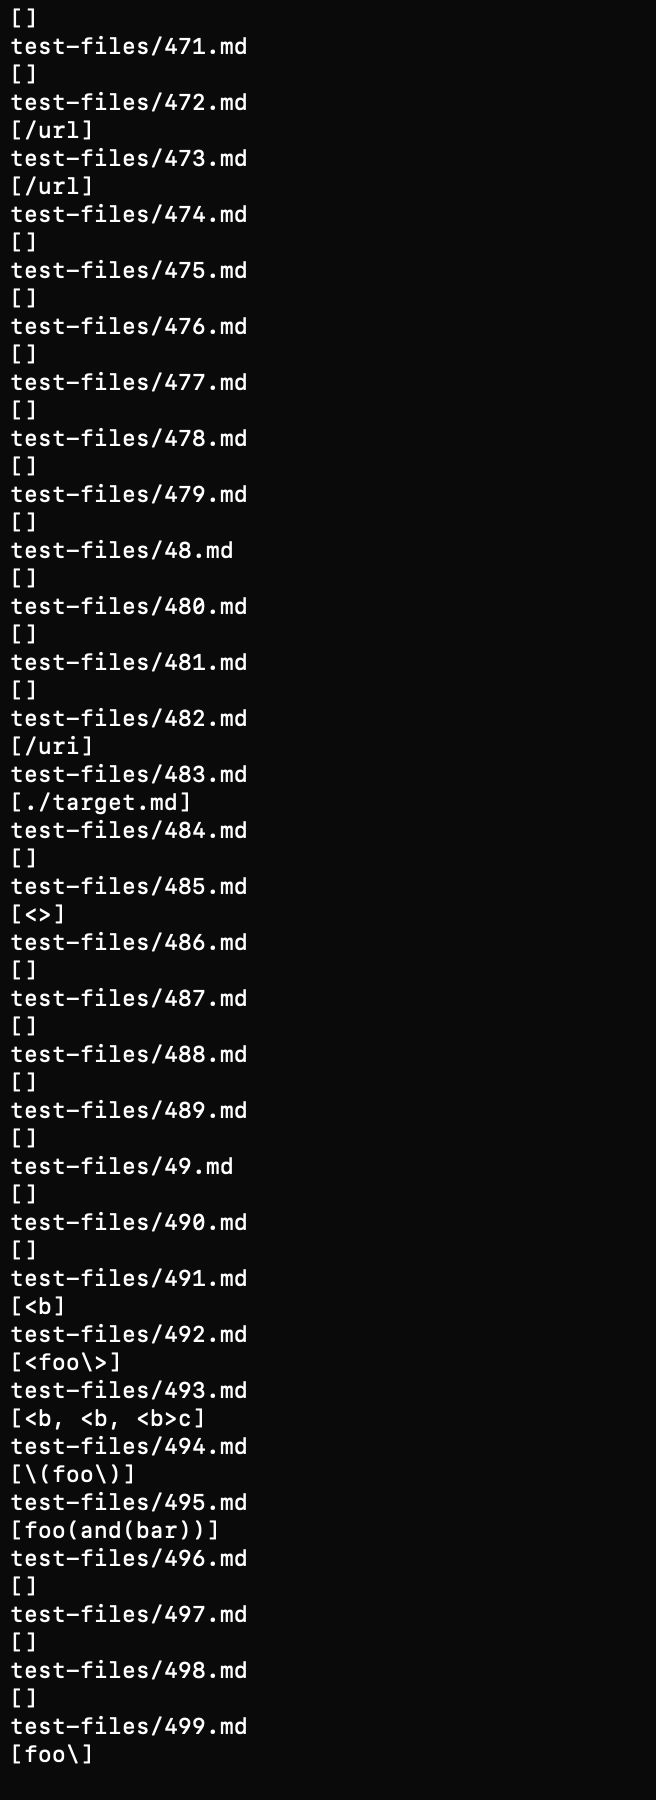 []
test-files/471.md
[]
test-files/472.md
[/url]
test-files/473.md
[/url]
test-files/474.md
[]
test-files/475.md
[]
test-files/476.md
[]
test-files/477.md
[]
test-files/478.md
[]
test-files/479.md
[]
test-files/48.md
[]
test-files/480.md
[]
test-files/481.md
[]
test-files/482.md
[/uri]
test-files/483.md
[./target.md]
test-files/484.md
[]
test-files/485.md
[<>]
test-files/486.md
[]
test-files/487.md
[]
test-files/488.md
[]
test-files/489.md
[]
test-files/49.md
[]
test-files/490.md
[]
test-files/491.md
[<b]
test-files/492.md
[<foo\>]
test-files/493.md
[<b, <b, <b>c]
test-files/494.md
[\(foo\)]
test-files/495.md
[foo(and(bar))]
test-files/496.md
[]
test-files/497.md
[]
test-files/498.md
[]
test-files/499.md
[foo\]